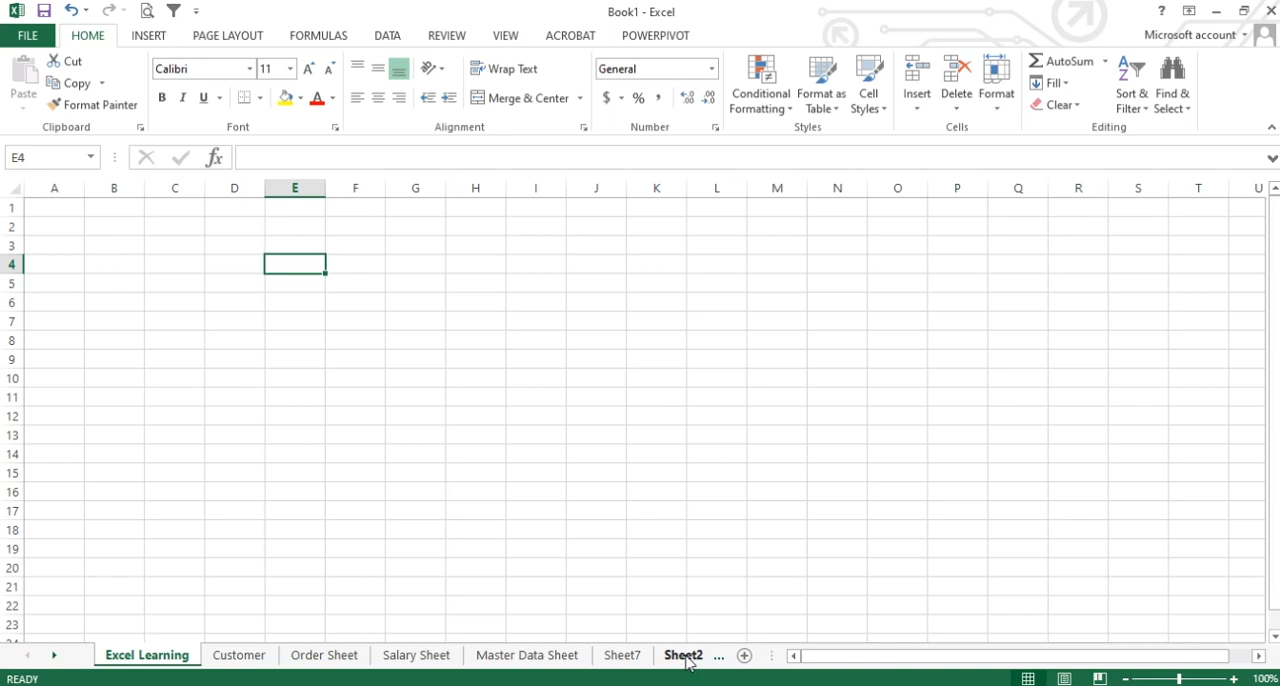 Book1 - Excel
?
FILE HOME INSERT PAGE LAYOUT FORMULAS DATA REVIEW VIEW ACROBAT POWERPIVOT Microsoft account
Paste
Cut
Copy
Format Painter
Clipboard
Calibri 11
B I U
Font
Wrap Text
Merge & Center
Alignment
General
$ % ,
Number
Conditional Formatting
Format as Table
Cell Styles
Styles
Insert Delete Format
Cells
AutoSum
Fill
Clear
Sort & Filter
Find & Select
Editing
E4 fx
A B C D E F G H I J K L M N O P Q R S T U
1
2
3
4
5
6
7
8
9
10
11
12
13
14
15
16
17
18
19
20
21
22
23
24
Excel Learning Customer Order Sheet Salary Sheet Master Data Sheet Sheet7 Sheet2 ...
READY 100%